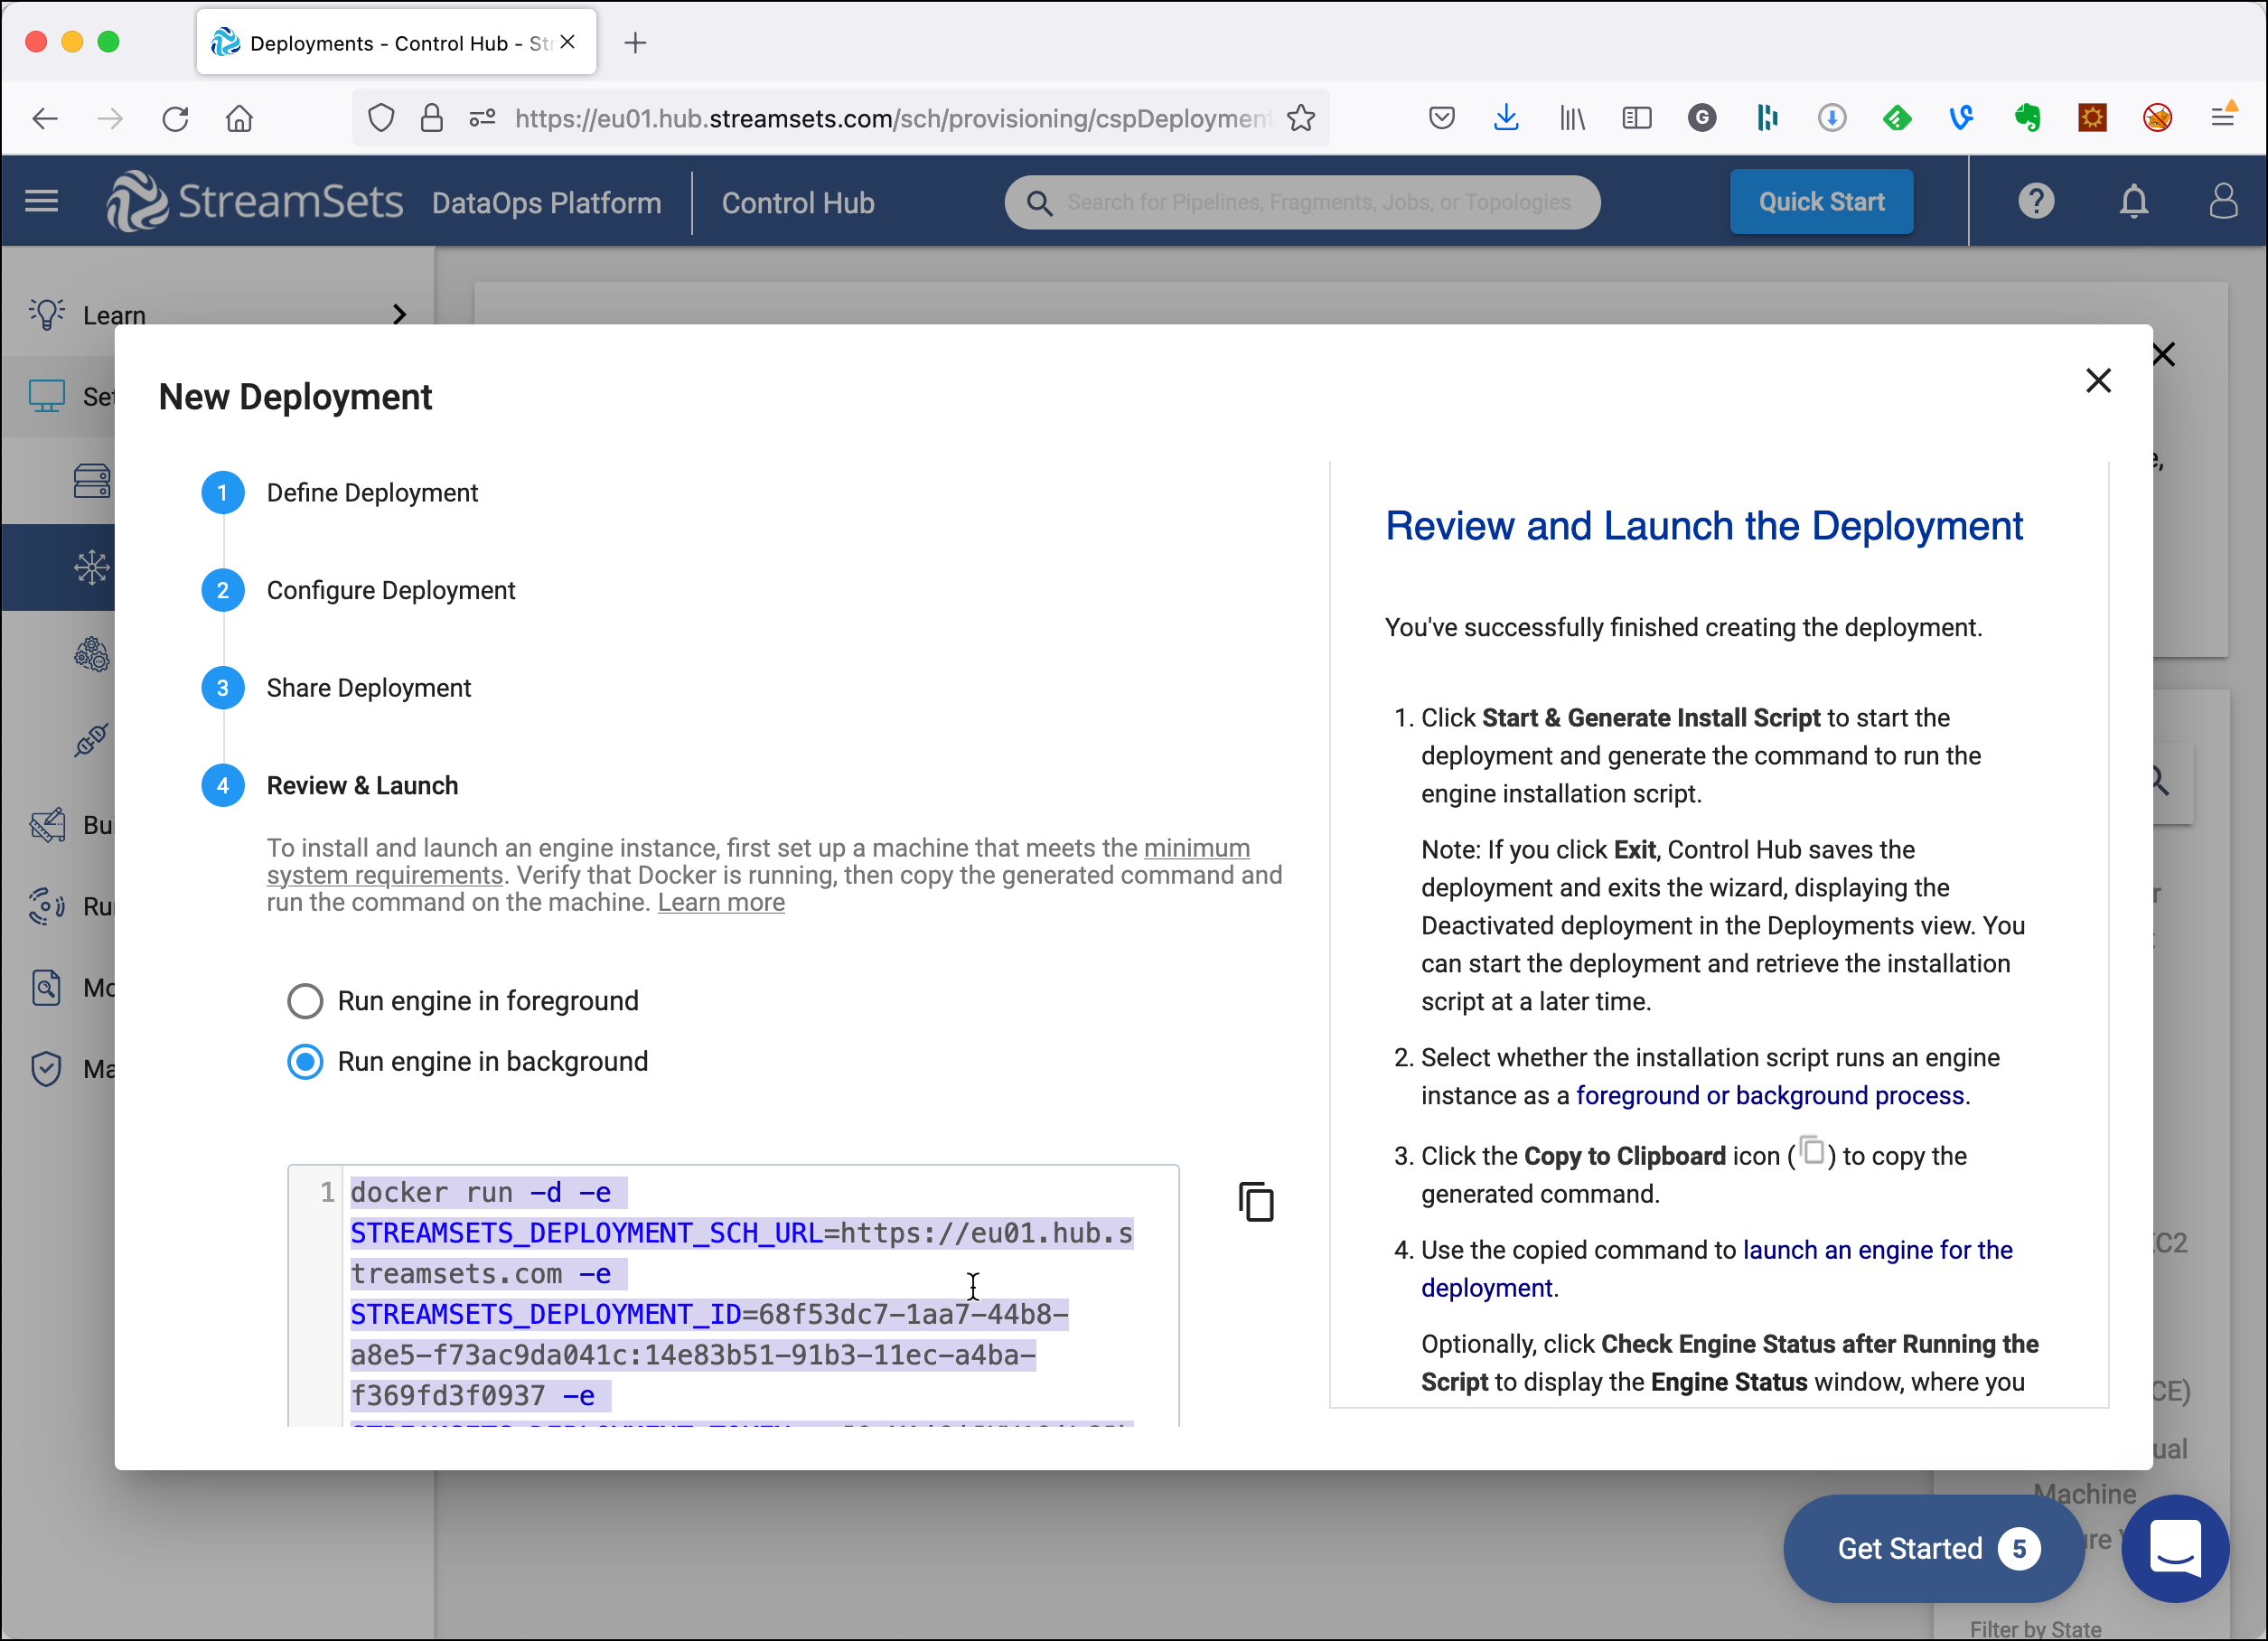 Deployments - Control Hub - Str
https://eu01.hub.streamsets.com/sch/provisioning/cspDeployment
StreamSets DataOps Platform Control Hub
Search for Pipelines, Fragments, Jobs, or Topologies
Quick Start
Learn
Set
Bui
Ru
Mo
Ma
New Deployment
1 Define Deployment
2 Configure Deployment
3 Share Deployment
4 Review & Launch
To install and launch an engine instance, first set up a machine that meets the minimum
system requirements. Verify that Docker is running, then copy the generated command and
run the command on the machine. Learn more
Run engine in foreground
Run engine in background
1 docker run -d -e
STREAMSETS_DEPLOYMENT_SCH_URL=https://eu01.hub.s
treamsets.com -e
STREAMSETS_DEPLOYMENT_ID=68f53dc7-1aa7-44b8-
a8e5-f73ac9da041c:14e83b51-91b3-11ec-a4ba-
f369fd3f0937 -e
Review and Launch the Deployment
You've successfully finished creating the deployment.
1. Click Start & Generate Install Script to start the
deployment and generate the command to run the
engine installation script.
Note: If you click Exit, Control Hub saves the
deployment and exits the wizard, displaying the
Deactivated deployment in the Deployments view. You
can start the deployment and retrieve the installation
script at a later time.
2. Select whether the installation script runs an engine
instance as a foreground or background process.
3. Click the Copy to Clipboard icon ( ) to copy the
generated command.
4. Use the copied command to launch an engine for the
deployment.
Optionally, click Check Engine Status after Running the
Script to display the Engine Status window, where you
C2
CE)
ual
Machine
Get Started 5
Filter by State